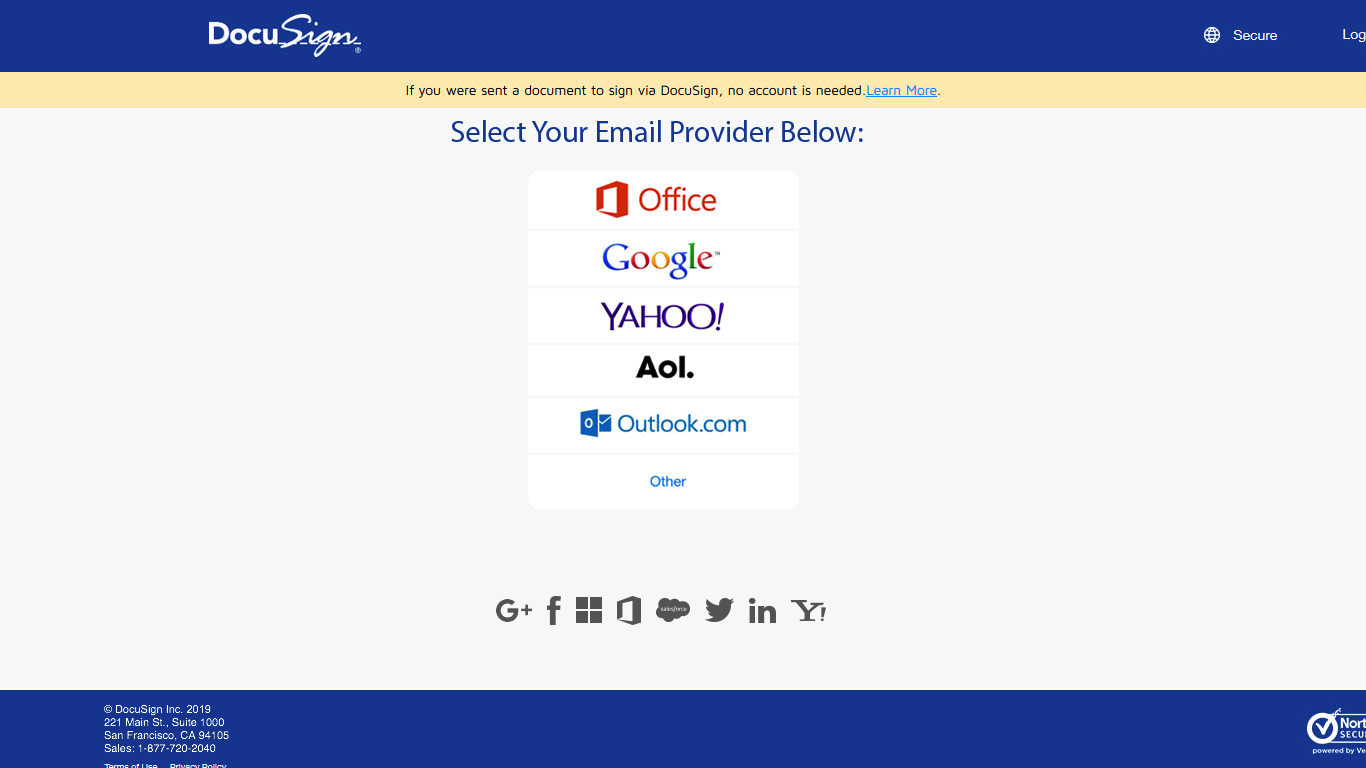 DocuSign®
Secure
Log
If you were sent a document to sign via DocuSign, no account is needed.Learn More.
Select Your Email Provider Below:
Office
Google™
YAHOO!
Aol.
Outlook.com
Other
G+ f salesforce in Y!
© DocuSign Inc. 2019
221 Main St., Suite 1000
San Francisco, CA 94105
Sales: 1-877-720-2040
Terms of Use Privacy Policy
Nort
SECU
powered by Ve